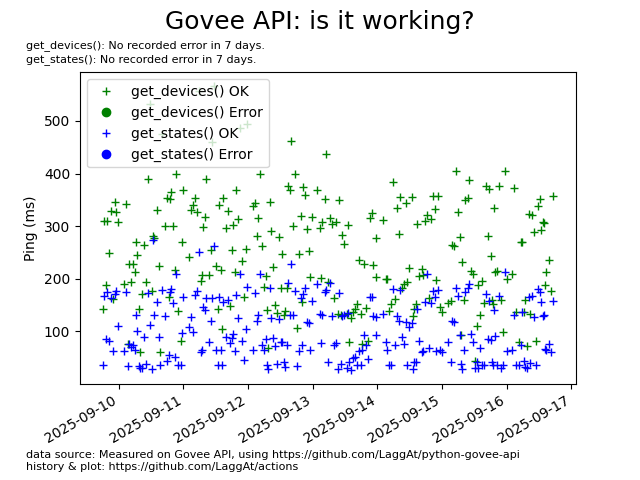 Govee API: is it working?
get_devices(): No recorded error in 7 days.
get_states(): No recorded error in 7 days.
get_devices() OK
get_devices() Error
get_states() OK
get_states() Error
Ping (ms)
500
400
300
200
100
2025-09-10
2025-09-11
2025-09-12
2025-09-13
2025-09-14
2025-09-15
2025-09-16
2025-09-17
data source: Measured on Govee API, using https://github.com/LaggAt/python-govee-api
history & plot: https://github.com/LaggAt/actions